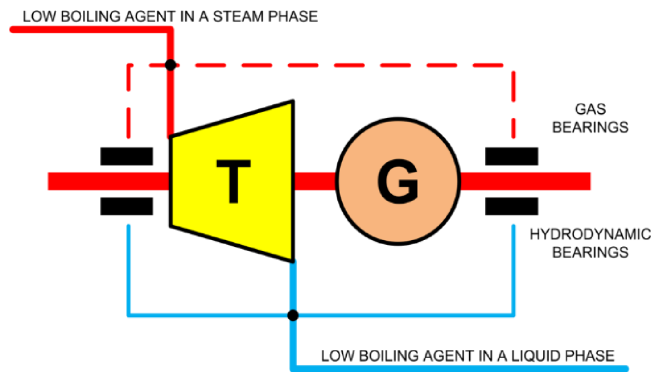 LOW BOILING AGENT IN A STEAM PHASE
GAS
BEARINGS
T
G
HYDRODYNAMIC
BEARINGS
LOW BOILING AGENT IN A LIQUID PHASE